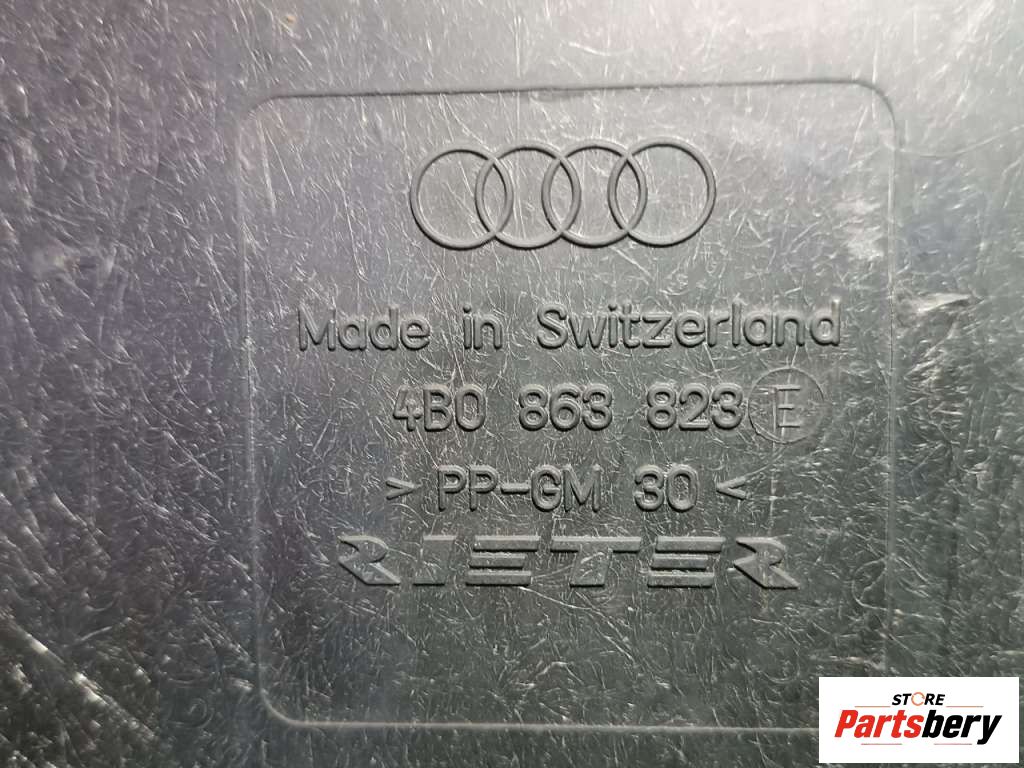 Made in Switzerland
4B0 863 823 E
> PP-GM 30 <
RIETER
STORE
Partsbery